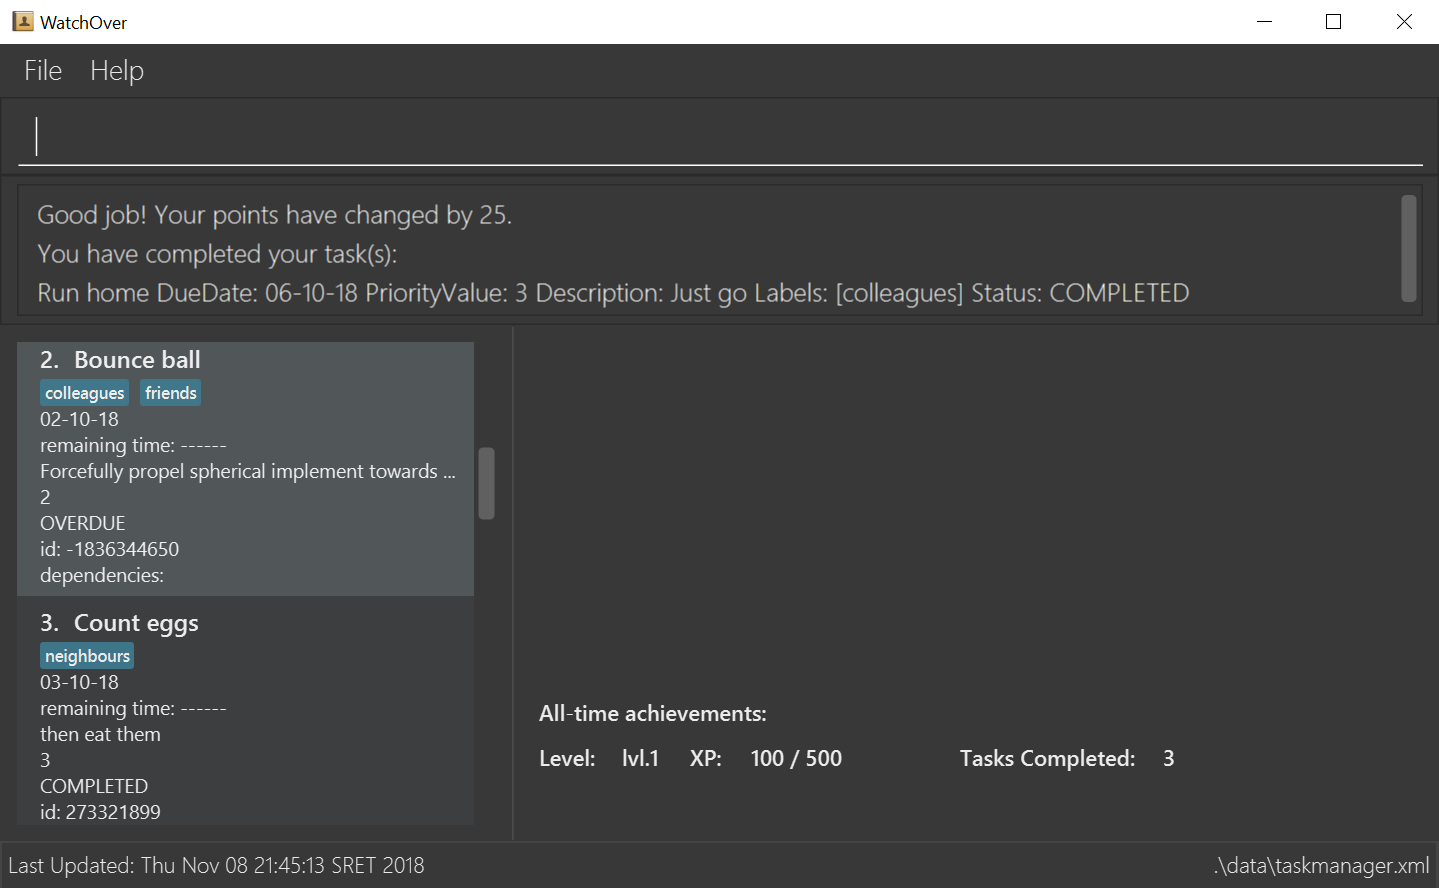 WatchOver
File Help
Good job! Your points have changed by 25.
You have completed your task(s):
Run home DueDate: 06-10-18 PriorityValue: 3 Description: Just go Labels: [colleagues] Status: COMPLETED
2. Bounce ball
colleagues friends
02-10-18
remaining time: ------
Forcefully propel spherical implement towards ...
2
OVERDUE
id: -1836344650
dependencies:
3. Count eggs
neighbours
03-10-18
remaining time: ------
then eat them
3
COMPLETED
id: 273321899
All-time achievements:
Level: lvl.1 XP: 100 / 500 Tasks Completed: 3
Last Updated: Thu Nov 08 21:45:13 SRET 2018
.\data\taskmanager.xml